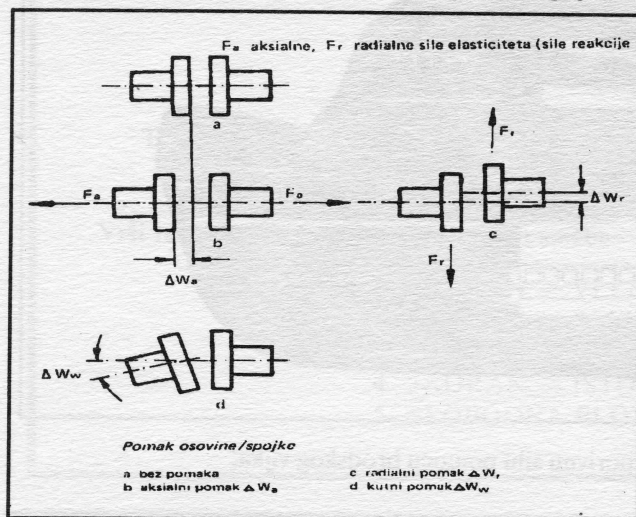 Fa aksialne, Fr radialne sile elasticiteta (sile reakcije
a
Fr
Fa
Fa
ΔWr
b
c
ΔWa
Fr
ΔWw
d
Pomak osovine/spojke
a bez pomaka
b aksialni pomak ΔWa
c radialni pomak ΔWr
d kutni pomak ΔWw